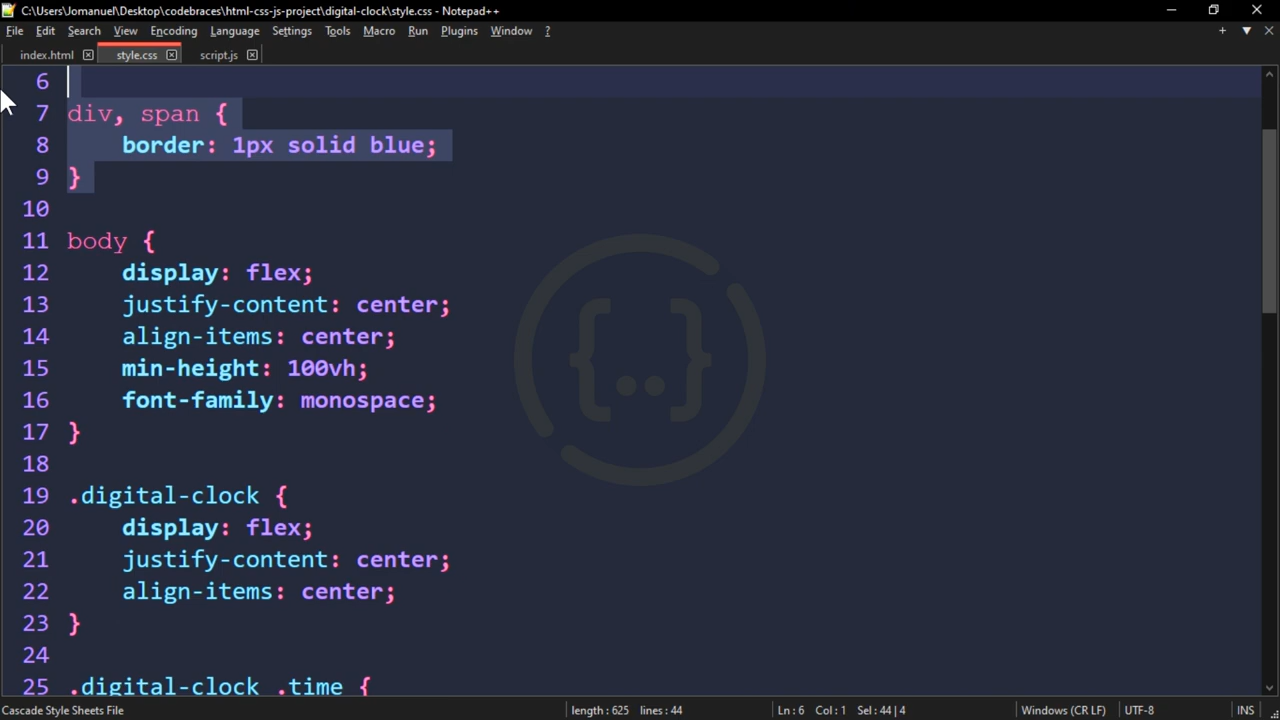 C:\Users\Jomanuel\Desktop\codebraces\html-css-js-project\digital-clock\style.css - Notepad++
File Edit Search View Encoding Language Settings Tools Macro Run Plugins Window ?
index.html style.css script.js
6
7 div, span {
8 border: 1px solid blue;
9 }
10
11 body {
12 display: flex;
13 justify-content: center;
14 align-items: center;
15 min-height: 100vh;
16 font-family: monospace;
17 }
18
19 .digital-clock {
20 display: flex;
21 justify-content: center;
22 align-items: center;
23 }
24
25 .digital-clock .time {
Cascade Style Sheets File length : 625 lines : 44 Ln : 6 Col : 1 Sel : 44 | 4 Windows (CR LF) UTF-8 INS